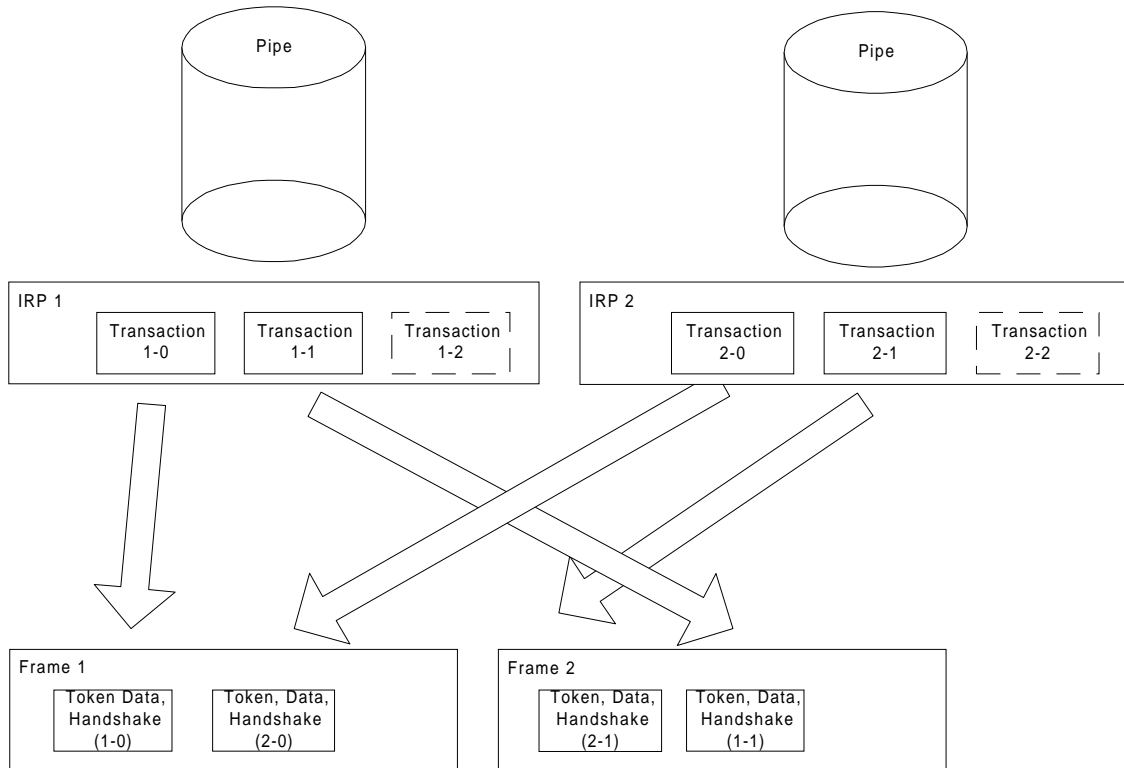 Pipe
Pipe
IRP 1
Transaction
1-0
Transaction
1-1
Transaction
1-2
IRP 2
Transaction
2-0
Transaction
2-1
Transaction
2-2
Frame 1
Token Data,
Handshake
(1-0)
Token, Data,
Handshake
(2-0)
Frame 2
Token, Data,
Handshake
(2-1)
Token, Data,
Handshake
(1-1)